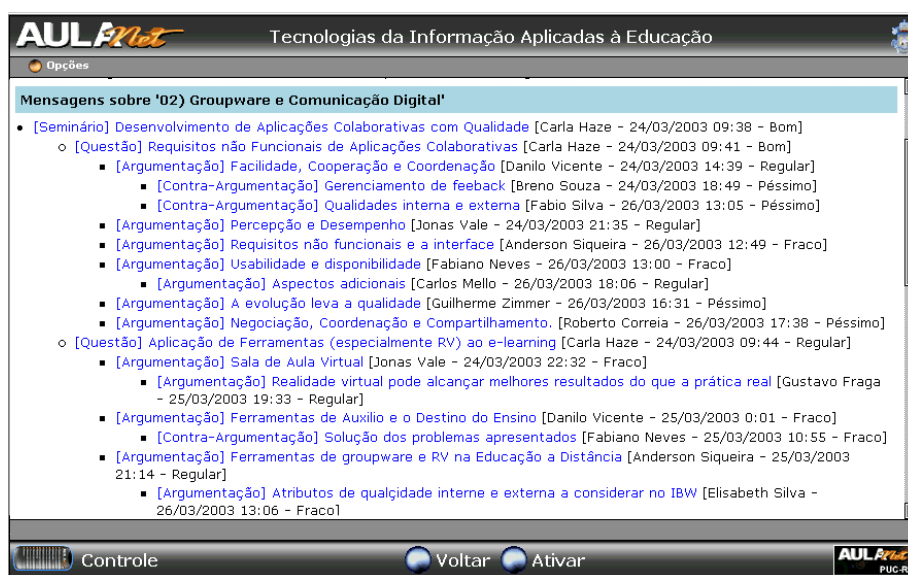 AULANet
Tecnologias da Informação Aplicadas à Educação
Opções
Mensagens sobre '02) Groupware e Comunicação Digital'
• [Seminário] Desenvolvimento de Aplicações Colaborativas com Qualidade [Carla Haze - 24/03/2003 09:38 - Bom]
o [Questão] Requisitos não Funcionais de Aplicações Colaborativas [Carla Haze - 24/03/2003 09:41 - Bom]
▪ [Argumentação] Facilidade, Cooperação e Coordenação [Danilo Vicente - 24/03/2003 14:39 - Regular]
▪ [Contra-Argumentação] Gerenciamento de feeback [Breno Souza - 24/03/2003 18:49 - Péssimo]
▪ [Contra-Argumentação] Qualidades interna e externa [Fabio Silva - 26/03/2003 13:05 - Péssimo]
▪ [Argumentação] Percepção e Desempenho [Jonas Vale - 24/03/2003 21:35 - Regular]
▪ [Argumentação] Requisitos não funcionais e a interface [Anderson Siqueira - 26/03/2003 12:49 - Fraco]
▪ [Argumentação] Usabilidade e disponibilidade [Fabiano Neves - 26/03/2003 13:00 - Fraco]
▪ [Argumentação] Aspectos adicionais [Carlos Mello - 26/03/2003 18:06 - Regular]
▪ [Argumentação] A evolução leva a qualidade [Guilherme Zimmer - 26/03/2003 16:31 - Péssimo]
▪ [Argumentação] Negociação, Coordenação e Compartilhamento. [Roberto Correia - 26/03/2003 17:38 - Péssimo]
o [Questão] Aplicação de Ferramentas (especialmente RV) ao e-learning [Carla Haze - 24/03/2003 09:44 - Regular]
▪ [Argumentação] Sala de Aula Virtual [Jonas Vale - 24/03/2003 22:32 - Fraco]
▪ [Argumentação] Realidade virtual pode alcançar melhores resultados do que a prática real [Gustavo Fraga
- 25/03/2003 19:33 - Regular]
▪ [Argumentação] Ferramentas de Auxilio e o Destino do Ensino [Danilo Vicente - 25/03/2003 0:01 - Fraco]
▪ [Contra-Argumentação] Solução dos problemas apresentados [Fabiano Neves - 25/03/2003 10:55 - Fraco]
▪ [Argumentação] Ferramentas de groupware e RV na Educação a Distância [Anderson Siqueira - 25/03/2003
21:14 - Regular]
▪ [Argumentação] Atributos de qualçidade interne e externa a considerar no IBW [Elisabeth Silva -
26/03/2003 13:06 - Fraco]
Controle
Voltar
Ativar
AULANet
PUC-R